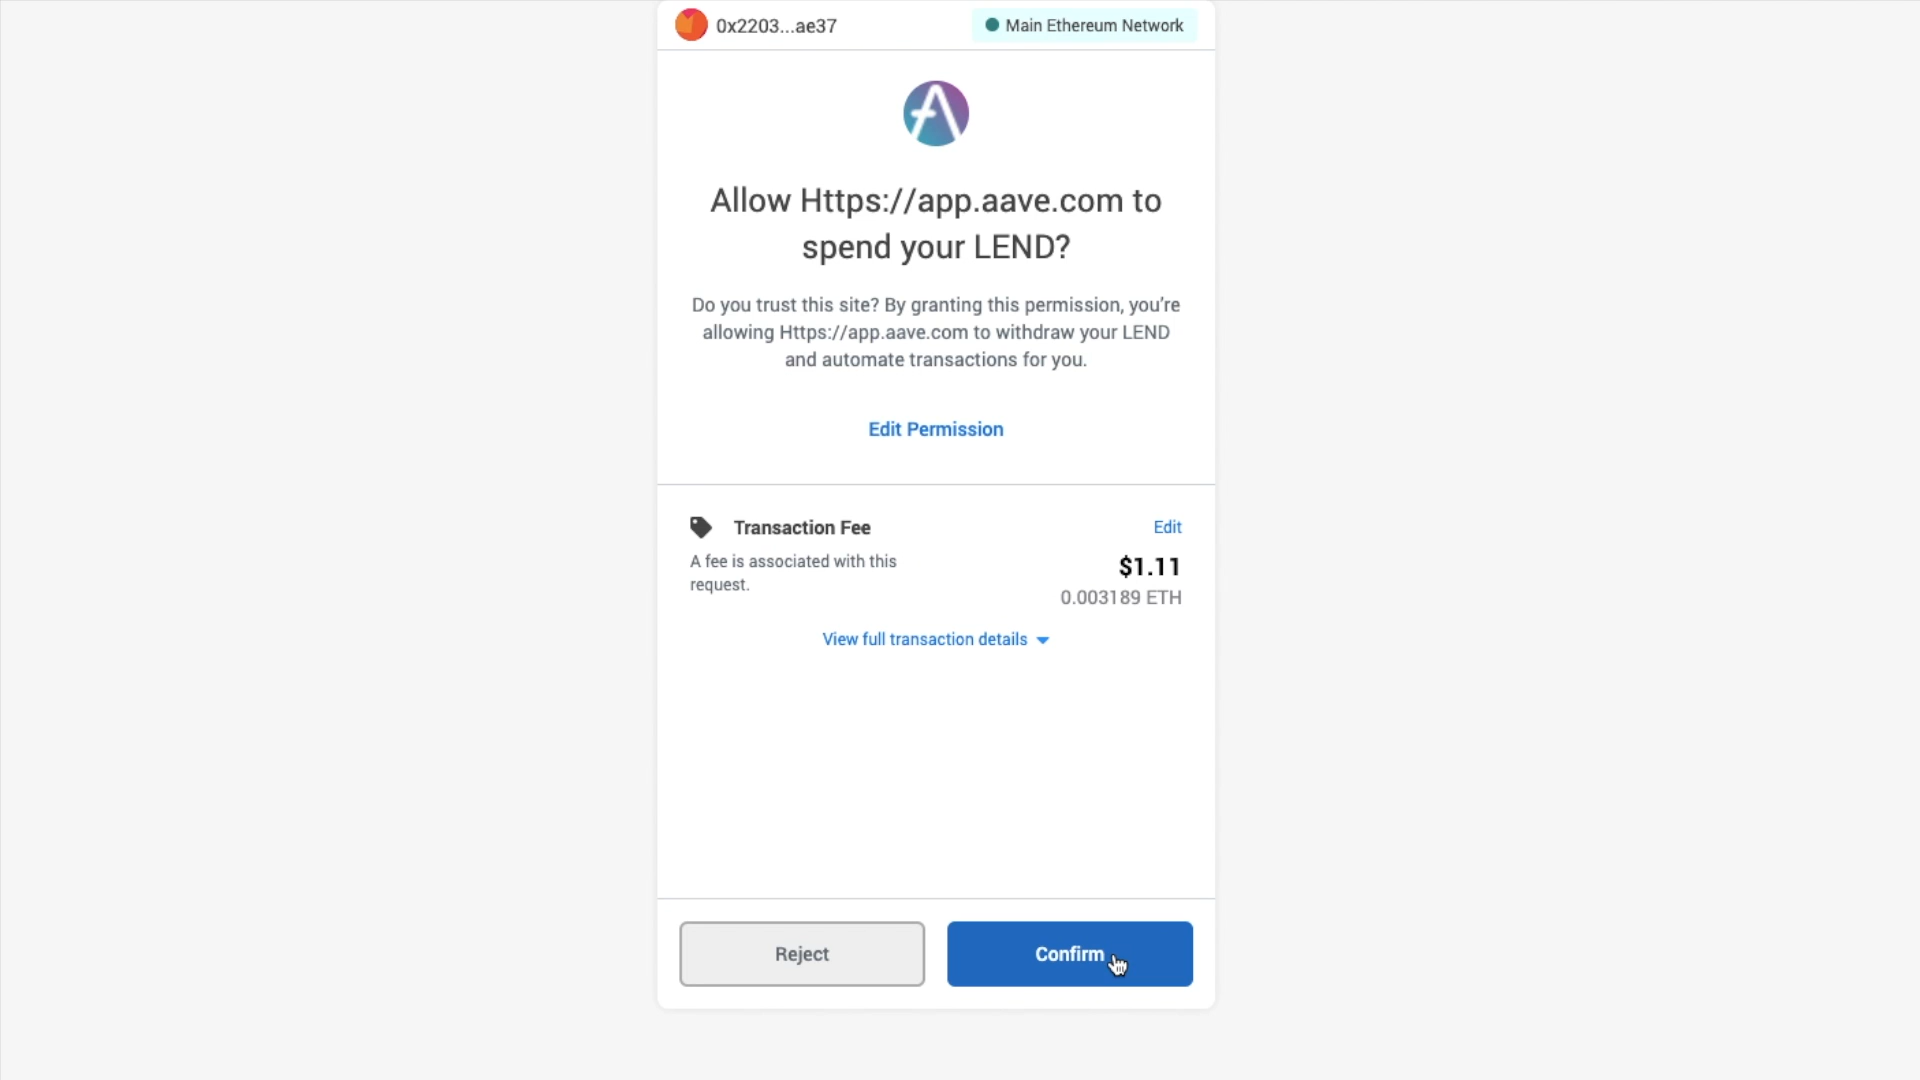 0x2203...ae37
Main Ethereum Network
Allow Https://app.aave.com to
spend your LEND?
Do you trust this site? By granting this permission, you're
allowing Https://app.aave.com to withdraw your LEND
and automate transactions for you.
Edit Permission
Transaction Fee
Edit
A fee is associated with this
request.
$1.11
0.003189 ETH
View full transaction details
Reject
Confirm